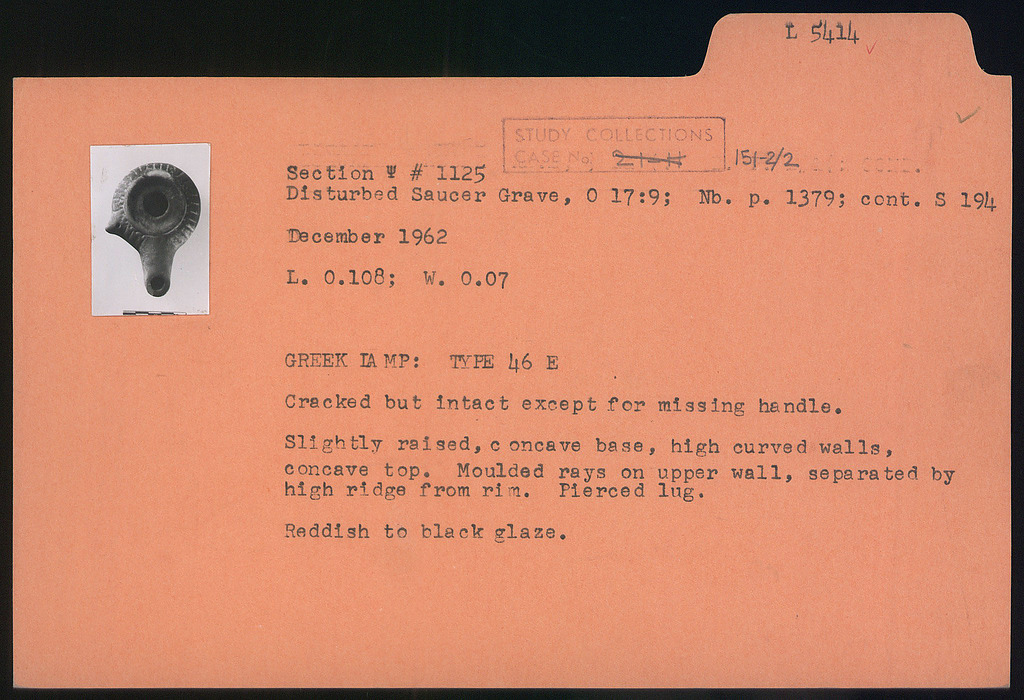 L 5414
STUDY COLLECTIONS
CASE No. 151-2/2
Section Ψ # 1125
Disturbed Saucer Grave, O 17:9; Nb. p. 1379; cont. S 194
December 1962
L. 0.108; W. 0.07
GREEK LAMP: TYPE 46 E
Cracked but intact except for missing handle.
Slightly raised, concave base, high curved walls,
concave top. Moulded rays on upper wall, separated by
high ridge from rim. Pierced lug.
Reddish to black glaze.